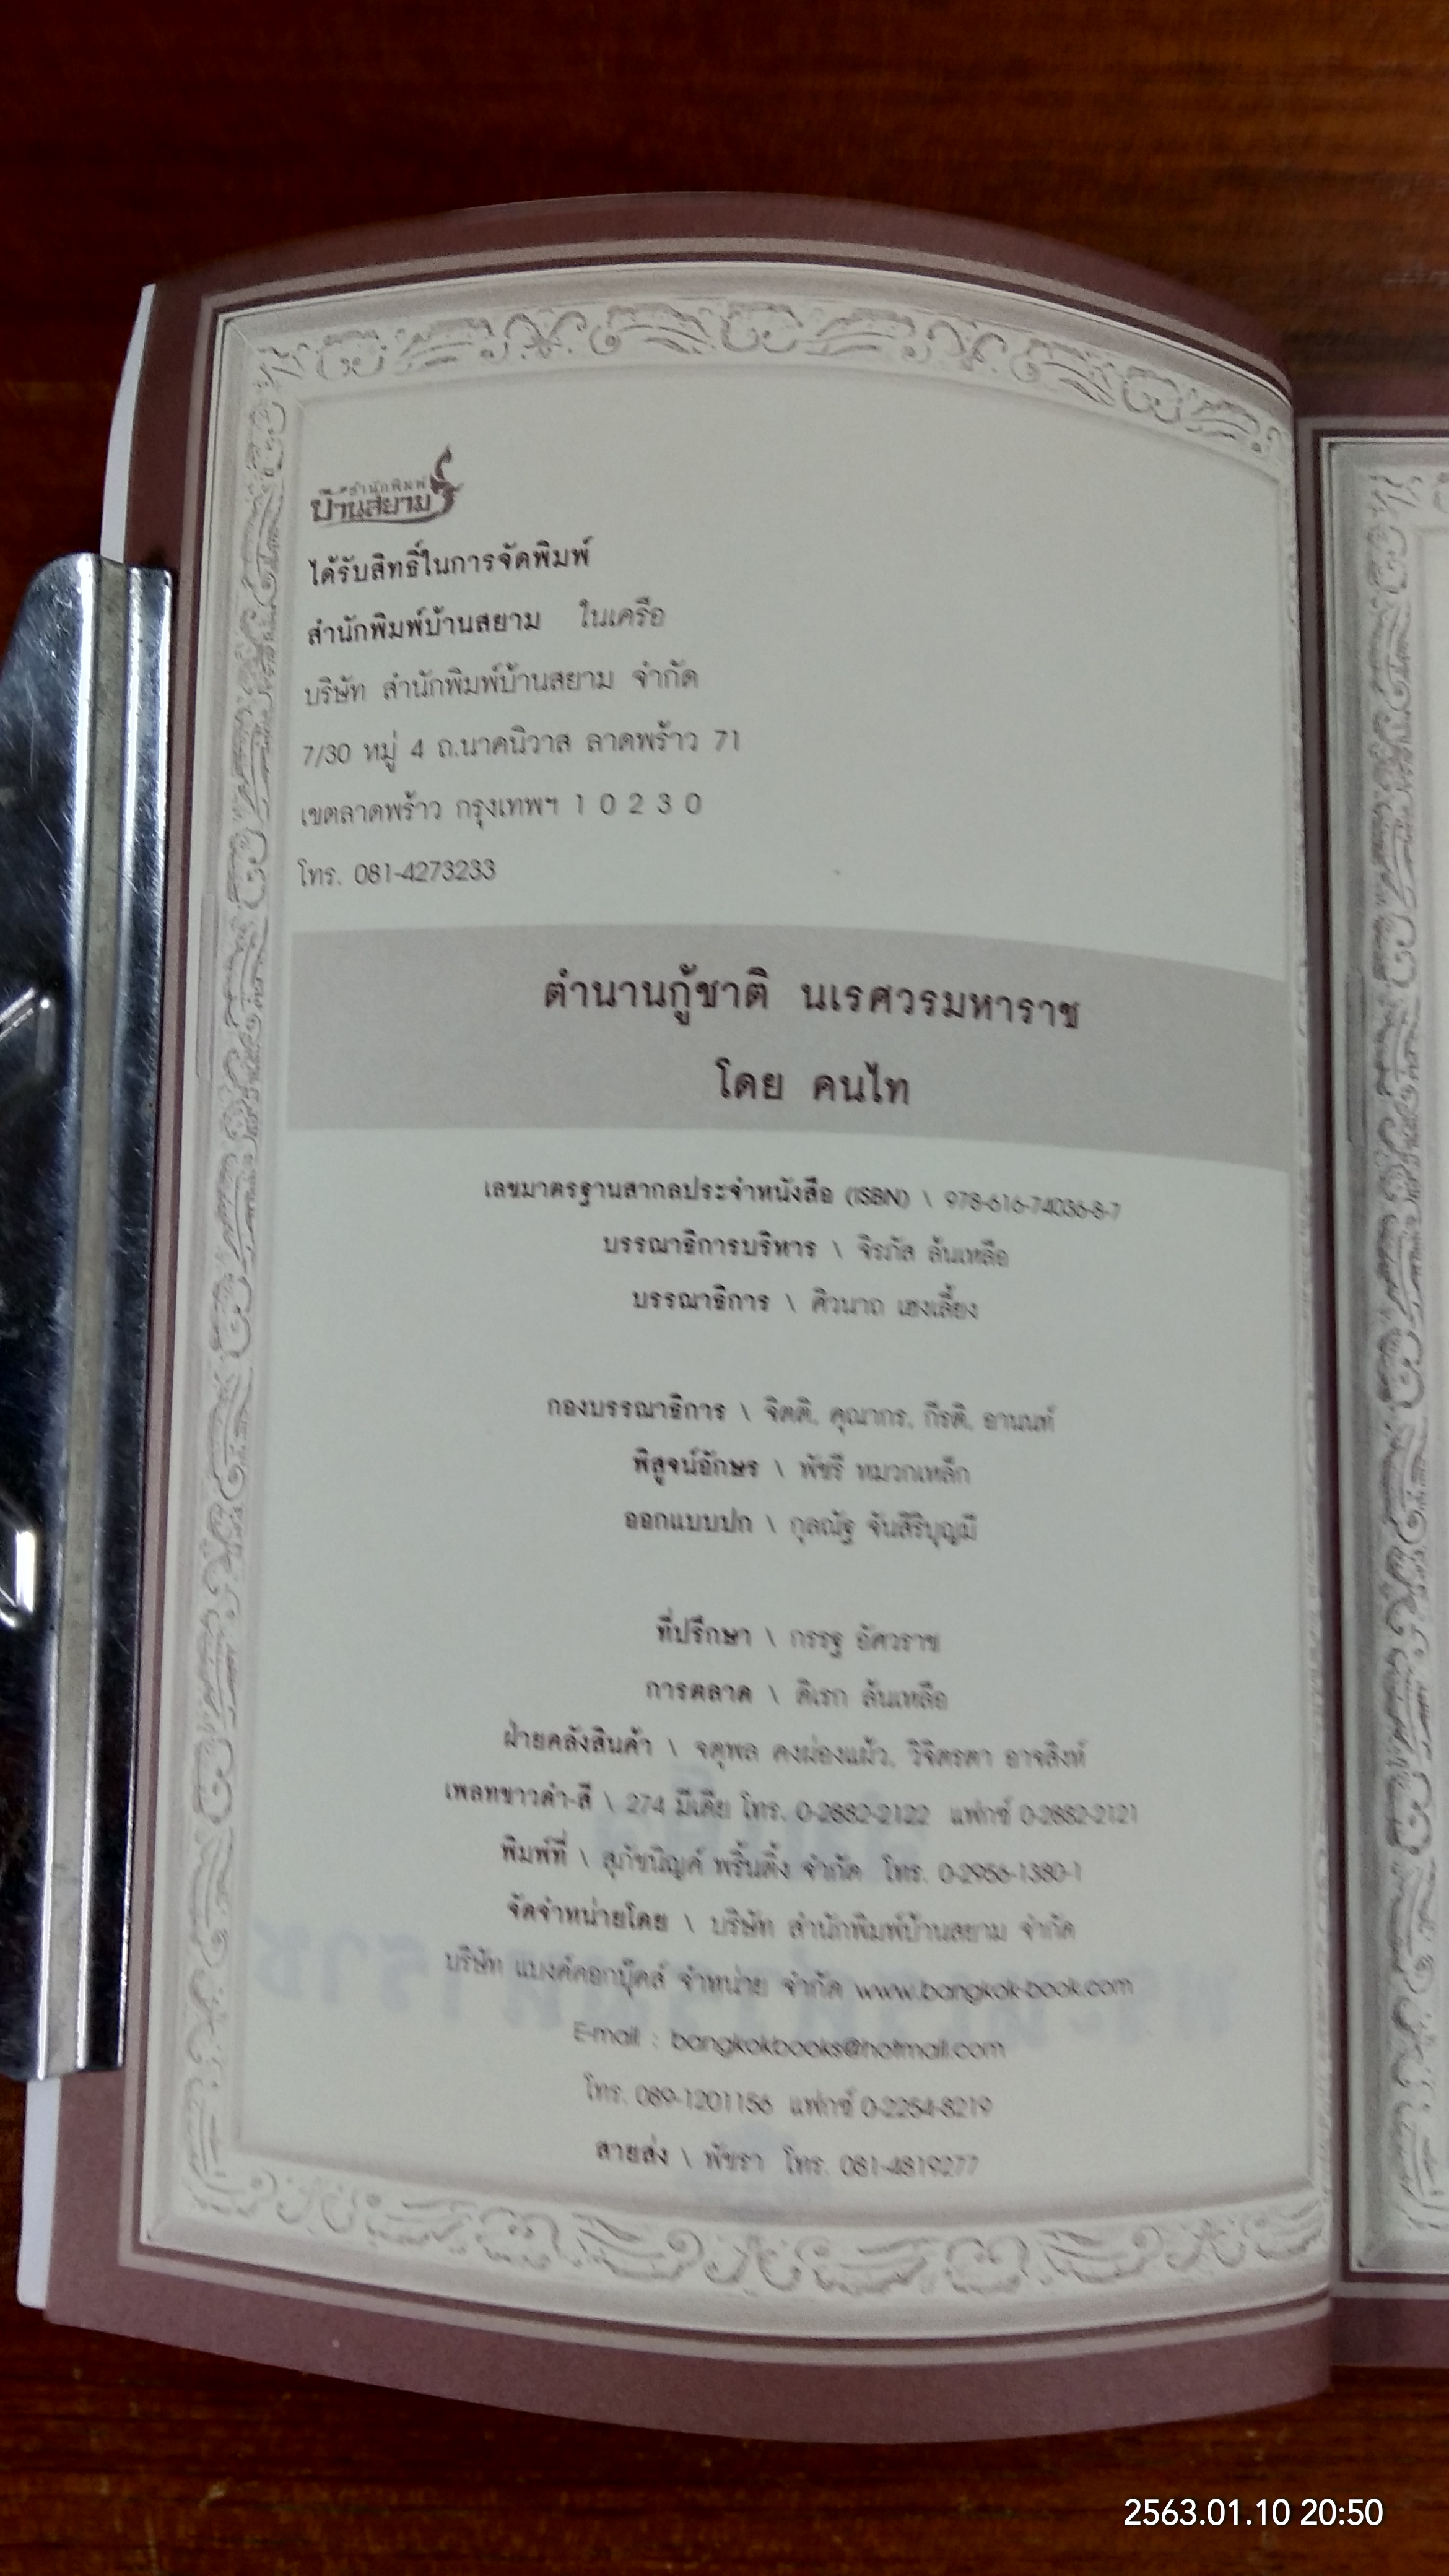 สำนักพิมพ์
บ้านสยาม
ได้รับสิทธิ์ในการจัดพิมพ์
สำนักพิมพ์บ้านสยาม ในเครือ
บริษัท สำนักพิมพ์บ้านสยาม จำกัด
7/30 หมู่ 4 ถ.นาคนิวาส ลาดพร้าว 71
เขตลาดพร้าว กรุงเทพฯ 1 0 2 3 0
โทร. 081-4273233
ตำนานกู้ชาติ นเรศวรมหาราช
โดย คนไท
เลขมาตรฐานสากลประจำหนังสือ (ISBN) \ 978-616-74036-8-7
บรรณาธิการบริหาร \ จิรภัส ล้นเหลือ
บรรณาธิการ \ ศิวนาถ เฮงเลี้ยง
กองบรรณาธิการ \ จิตติ, คุณากร, กีรติ, อานนท์
พิสูจน์อักษร \ พัชรี หมวกเหล็ก
ออกแบบปก \ กุลณัฐ จันสิริบุญมี
ที่ปรึกษา \ กรรฐ อัศวราช
การตลาด \ ดิเรก ล้นเหลือ
ฝ่ายคลังสินค้า \ จตุพล คงผ่องแผ้ว, วิจิตรตา อาจสิงห์
เพลทขาวดำ-สี \ 274 มีเดีย โทร. 0-2882-2122 แฟกซ์ 0-2882-2121
พิมพ์ที่ \ สุภัชนิญค์ พริ้นติ้ง จำกัด โทร. 0-2956-1380-1
จัดจำหน่ายโดย \ บริษัท สำนักพิมพ์บ้านสยาม จำกัด
บริษัท แบงค์คอกบุ๊คส์ จำหน่าย จำกัด www.bangkok-book.com
E-mail : bangkokbooks@hotmail.com
โทร. 089-1201156 แฟกซ์ 0-2254-8219
สายส่ง \ พัชรา โทร. 081-4819277
2563.01.10 20:50